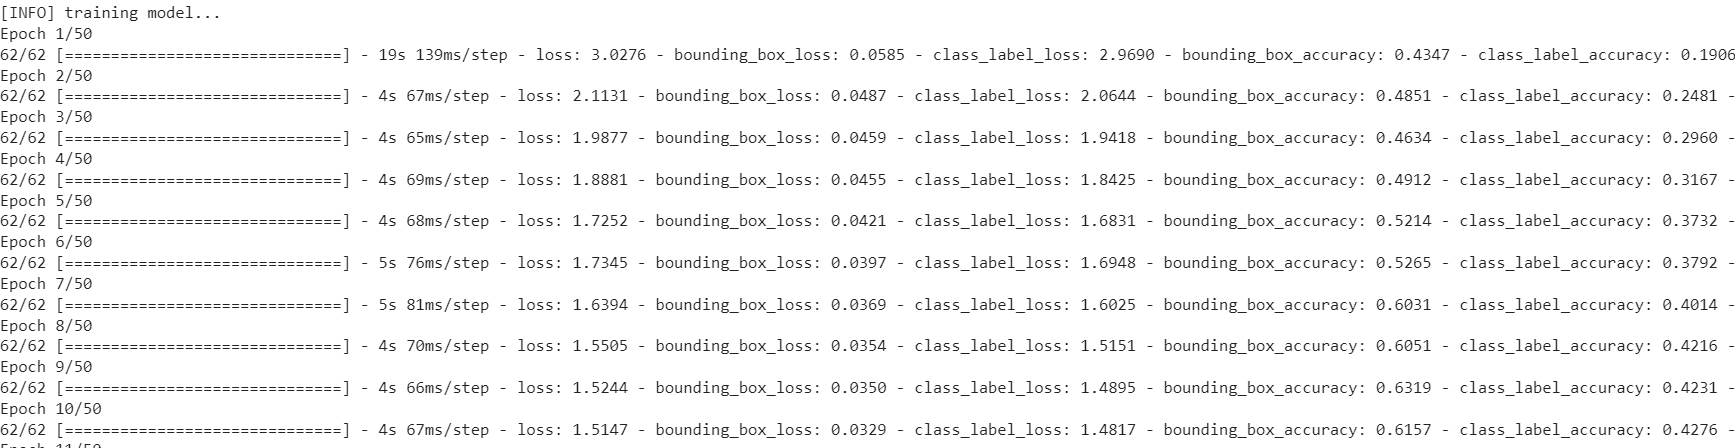 [INFO] training model...
Epoch 1/50
62/62 [==============================] - 19s 139ms/step - loss: 3.0276 - bounding_box_loss: 0.0585 - class_label_loss: 2.9690 - bounding_box_accuracy: 0.4347 - class_label_accuracy: 0.1906
Epoch 2/50
62/62 [==============================] - 4s 67ms/step - loss: 2.1131 - bounding_box_loss: 0.0487 - class_label_loss: 2.0644 - bounding_box_accuracy: 0.4851 - class_label_accuracy: 0.2481 -
Epoch 3/50
62/62 [==============================] - 4s 65ms/step - loss: 1.9877 - bounding_box_loss: 0.0459 - class_label_loss: 1.9418 - bounding_box_accuracy: 0.4634 - class_label_accuracy: 0.2960 -
Epoch 4/50
62/62 [==============================] - 4s 69ms/step - loss: 1.8881 - bounding_box_loss: 0.0455 - class_label_loss: 1.8425 - bounding_box_accuracy: 0.4912 - class_label_accuracy: 0.3167 -
Epoch 5/50
62/62 [==============================] - 4s 68ms/step - loss: 1.7252 - bounding_box_loss: 0.0421 - class_label_loss: 1.6831 - bounding_box_accuracy: 0.5214 - class_label_accuracy: 0.3732 -
Epoch 6/50
62/62 [==============================] - 5s 76ms/step - loss: 1.7345 - bounding_box_loss: 0.0397 - class_label_loss: 1.6948 - bounding_box_accuracy: 0.5265 - class_label_accuracy: 0.3792 -
Epoch 7/50
62/62 [==============================] - 5s 81ms/step - loss: 1.6394 - bounding_box_loss: 0.0369 - class_label_loss: 1.6025 - bounding_box_accuracy: 0.6031 - class_label_accuracy: 0.4014 -
Epoch 8/50
62/62 [==============================] - 4s 70ms/step - loss: 1.5505 - bounding_box_loss: 0.0354 - class_label_loss: 1.5151 - bounding_box_accuracy: 0.6051 - class_label_accuracy: 0.4216 -
Epoch 9/50
62/62 [==============================] - 4s 66ms/step - loss: 1.5244 - bounding_box_loss: 0.0350 - class_label_loss: 1.4895 - bounding_box_accuracy: 0.6319 - class_label_accuracy: 0.4231 -
Epoch 10/50
62/62 [==============================] - 4s 67ms/step - loss: 1.5147 - bounding_box_loss: 0.0329 - class_label_loss: 1.4817 - bounding_box_accuracy: 0.6157 - class_label_accuracy: 0.4276 -